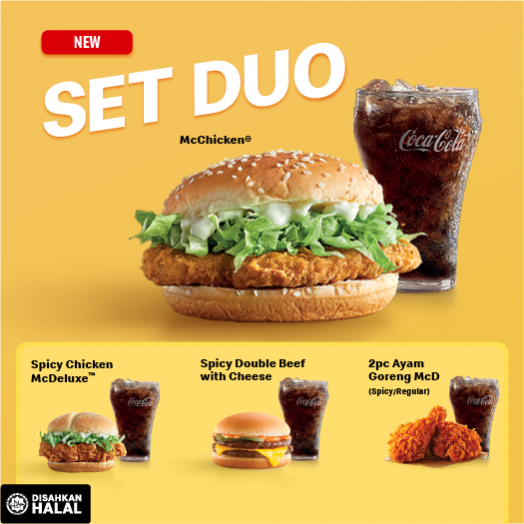 NEW
SET DUO
McChicken®
Coca-Cola
Spicy Chicken
McDeluxe™
Coca-Cola
Spicy Double Beef
with Cheese
Coca-Cola
2pc Ayam
Goreng McD
(Spicy/Regular)
Coca-Cola
DISAHKAN
HALAL